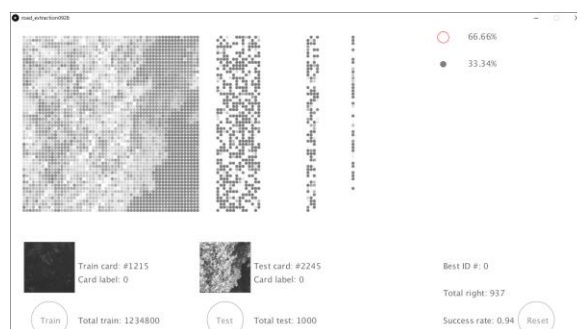 road_extraction0928
66.66%
33.34%
Train card: #1215
Card label: 0
Test card: #2245
Card label: 0
Best ID #: 0
Total right: 937
Train
Total train: 1234800
Test
Total test: 1000
Success rate: 0.94
Reset